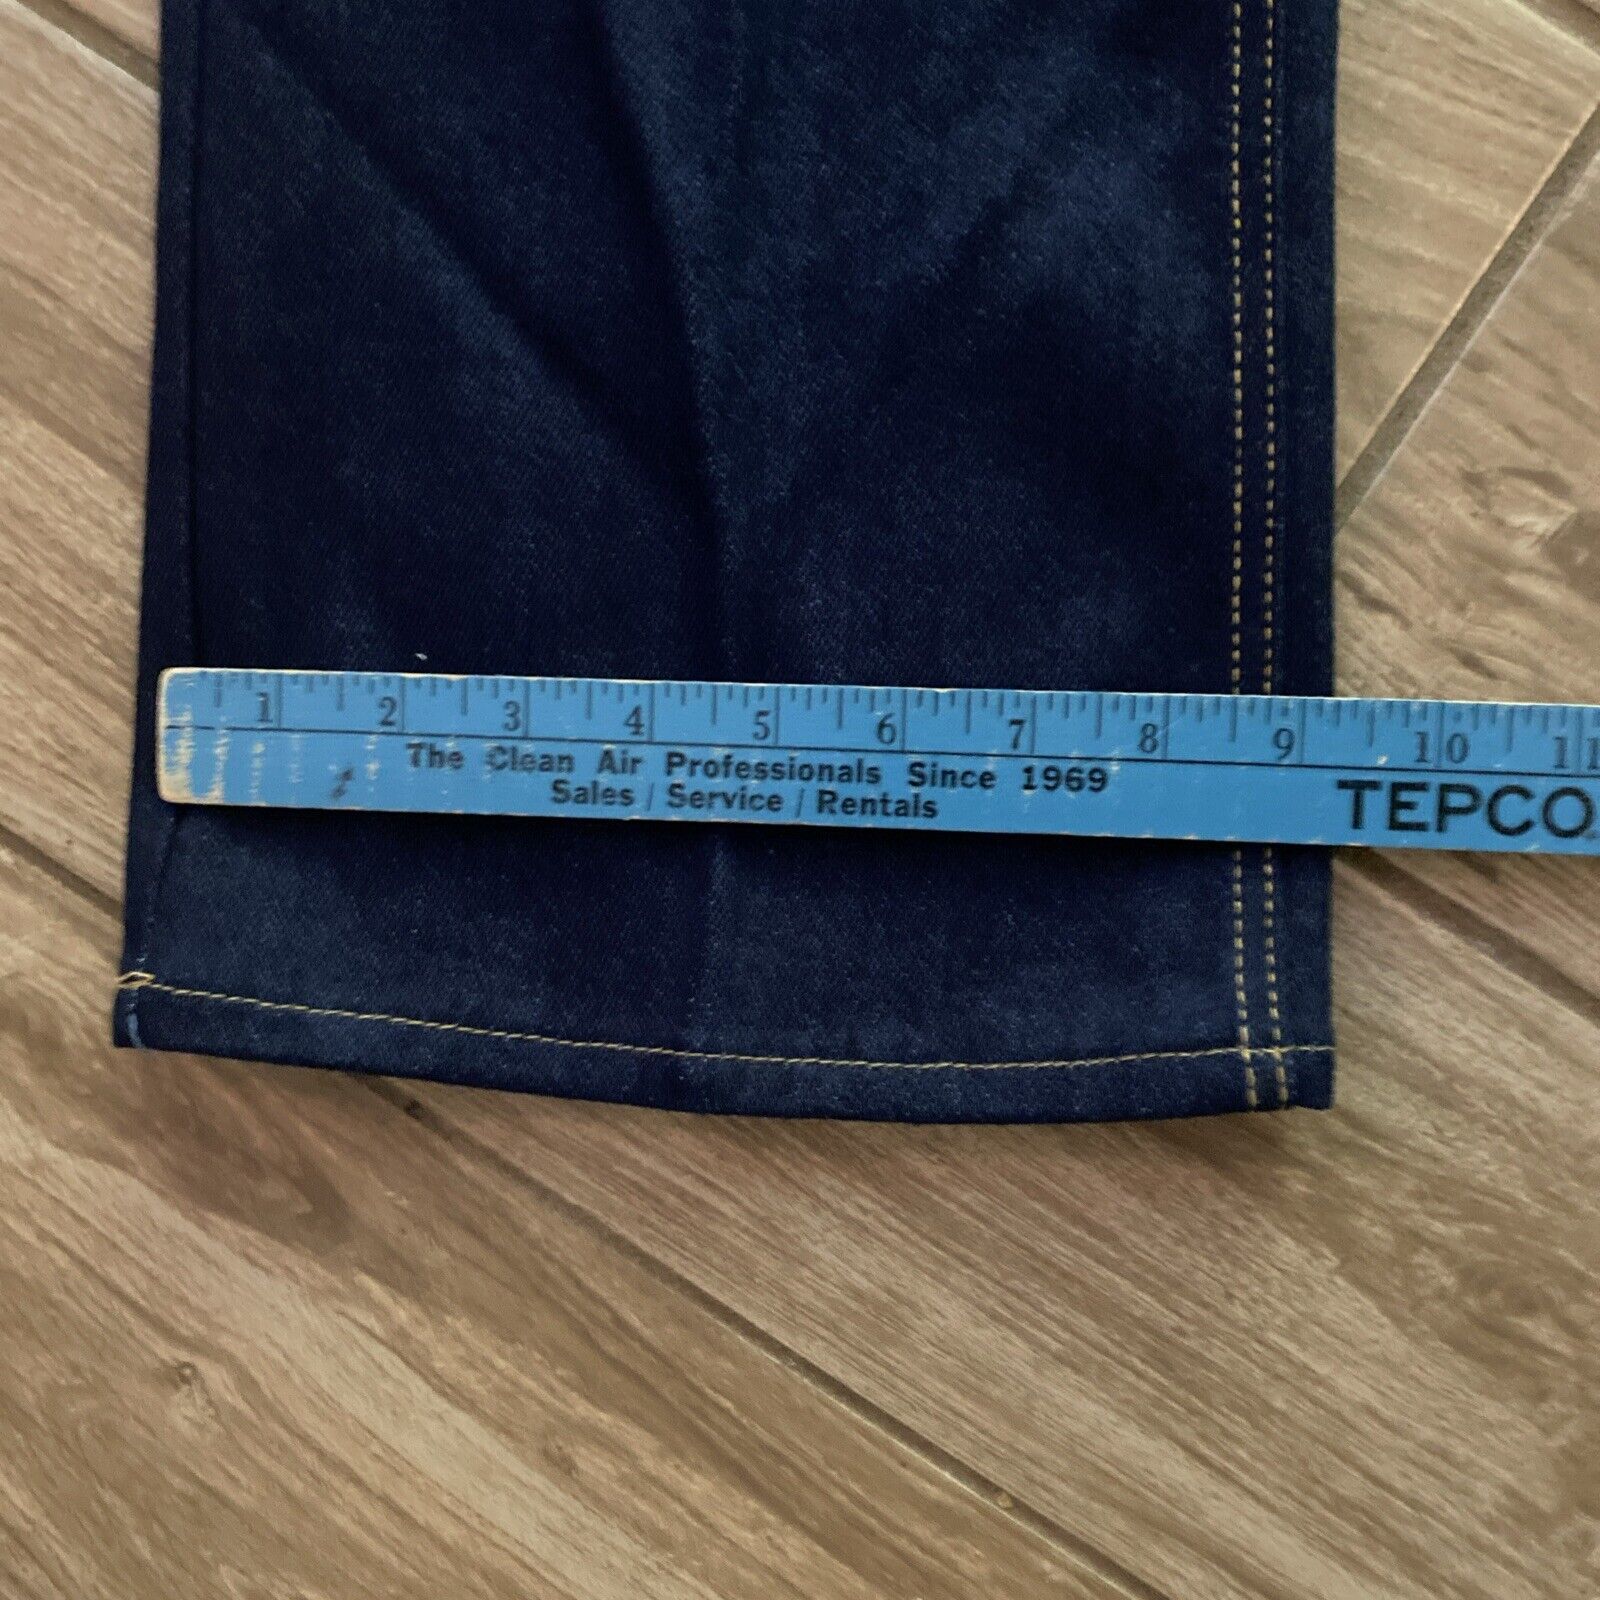 1 2 3 4 5 6 7 8 9 10 11
The Clean Air Professionals Since 1969
Sales / Service / Rentals
TEPCO